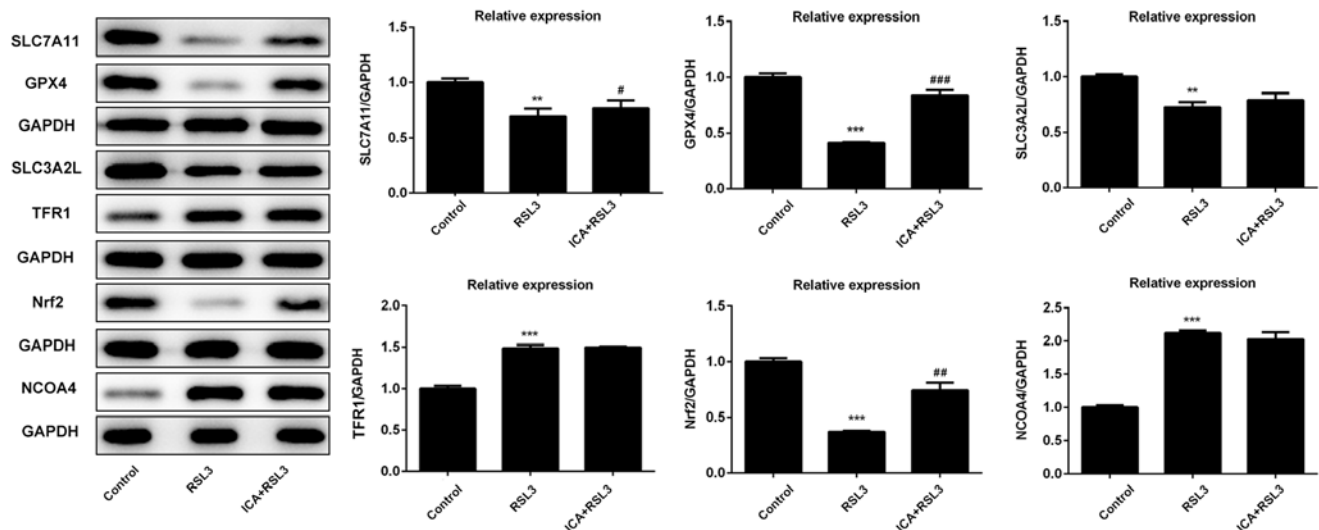 SLC7A11
GPX4
GAPDH
SLC3A2L
TFR1
GAPDH
Nrf2
GAPDH
NCOA4
GAPDH
Control
RSL3
ICA+RSL3
Relative expression
SLC7A11/GAPDH
1.5
1.0
0.5
0.0
**
#
Control
RSL3
ICA+RSL3
Relative expression
GPX4/GAPDH
1.5
1.0
0.5
0.0
***
###
Control
RSL3
ICA+RSL3
Relative expression
SLC3A2L/GAPDH
1.5
1.0
0.5
0.0
**
Control
RSL3
ICA+RSL3
Relative expression
TFR1/GAPDH
2.0
1.5
1.0
0.5
0.0
***
Control
RSL3
ICA+RSL3
Relative expression
Nrf2/GAPDH
1.5
1.0
0.5
0.0
***
##
Control
RSL3
ICA+RSL3
Relative expression
NCOA4/GAPDH
2.5
2.0
1.5
1.0
0.5
0.0
***
Control
RSL3
ICA+RSL3